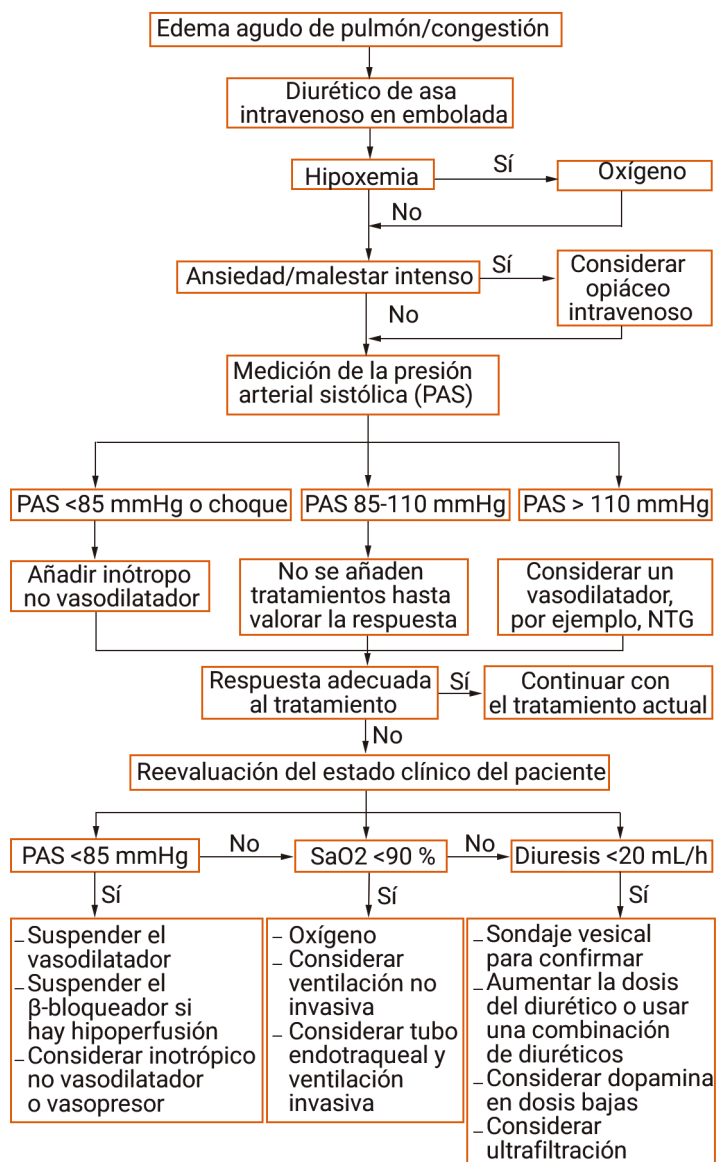 Edema agudo de pulmón/congestión
Diurético de asa
intravenoso en embolada
Hipoxemia
Sí
Oxígeno
No
Ansiedad/malestar intenso
Sí
Considerar
opiáceo
intravenoso
No
Medición de la presión
arterial sistólica (PAS)
PAS <85 mmHg o choque
PAS 85-110 mmHg
PAS > 110 mmHg
Añadir inótropo
no vasodilatador
No se añaden
tratamientos hasta
valorar la respuesta
Considerar un
vasodilatador,
por ejemplo, NTG
Respuesta adecuada
al tratamiento
Sí
Continuar con
el tratamiento actual
No
Reevaluación del estado clínico del paciente
PAS <85 mmHg
No
SaO2 <90 %
No
Diuresis <20 mL/h
Sí
Sí
Sí
– Suspender el
vasodilatador
– Suspender el
β-bloqueador si
hay hipoperfusión
– Considerar inotrópico
no vasodilatador
o vasopresor
– Oxígeno
– Considerar
ventilación no
invasiva
– Considerar tubo
endotraqueal y
ventilación
invasiva
– Sondaje vesical
para confirmar
– Aumentar la dosis
del diurético o usar
una combinación
de diuréticos
– Considerar dopamina
en dosis bajas
– Considerar
ultrafiltración